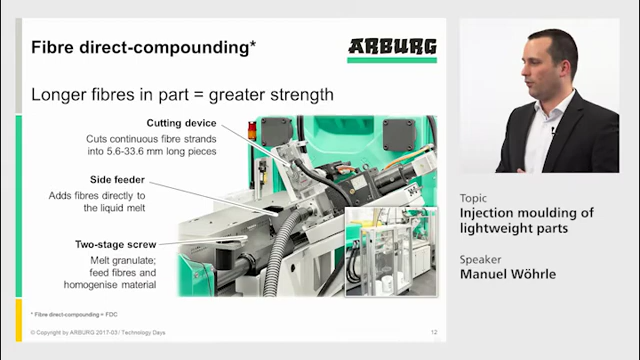 Fibre direct-compounding*
ARBURG
Longer fibres in part = greater strength
Cutting device
Cuts continuous fibre strands
into 5.6-33.6 mm long pieces
Side feeder
Adds fibres directly to
the liquid melt
Two-stage screw
Melt granulate;
feed fibres and
homogenise material
* Fibre direct-compounding = FDC
© Copyright by ARBURG 2017-03/ Technology Days
12
Topic
Injection moulding of
lightweight parts
Speaker
Manuel Wöhrle